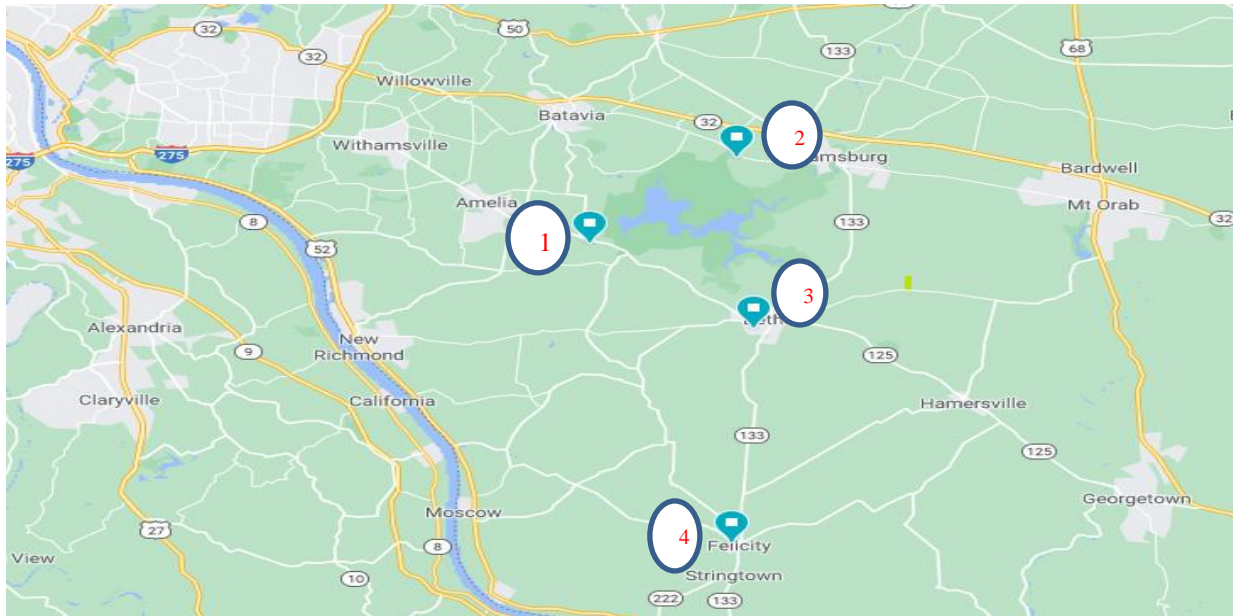 50
32
133
68
32
Willowville
Batavia
32
2
275
275
Withamsville
amsburg
Bardwell
Amelia
Mt Orab
8
133
32
1
52
3
Alexandria
New
Richmond
9
125
Claryville
California
Hamersville
133
125
Georgetown
Moscow
27
4
8
Felicity
View
Stringtown
10
222
133